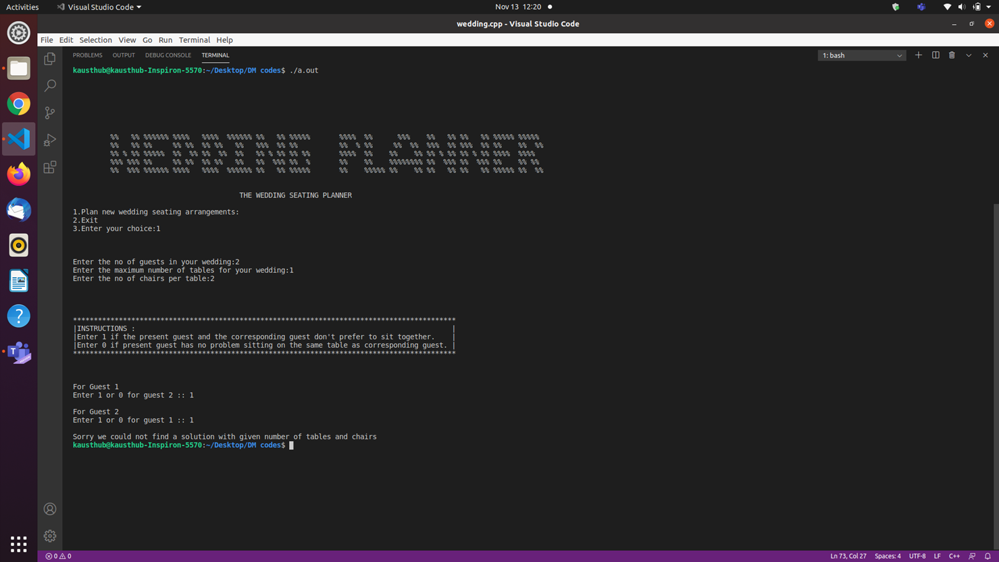 Activities
Visual Studio Code
Nov 13 12:20
wedding.cpp - Visual Studio Code
File Edit Selection View Go Run Terminal Help
PROBLEMS OUTPUT DEBUG CONSOLE TERMINAL
1: bash
kausthub@kausthub-Inspiron-5570:~/Desktop/DM codes$ ./a.out
WEDDING PLANNER
THE WEDDING SEATING PLANNER
1.Plan new wedding seating arrangements:
2.Exit
3.Enter your choice:1
Enter the no of guests in your wedding:2
Enter the maximum number of tables for your wedding:1
Enter the no of chairs per table:2
********************************************************************************************
|INSTRUCTIONS : |
|Enter 1 if the present guest and the corresponding guest don't prefer to sit together. |
|Enter 0 if present guest has no problem sitting on the same table as corresponding guest. |
********************************************************************************************
For Guest 1
Enter 1 or 0 for guest 2 :: 1
For Guest 2
Enter 1 or 0 for guest 1 :: 1
Sorry we could not find a solution with given number of tables and chairs
kausthub@kausthub-Inspiron-5570:~/Desktop/DM codes$
0 0
Ln 73, Col 27 Spaces: 4 UTF-8 LF C++